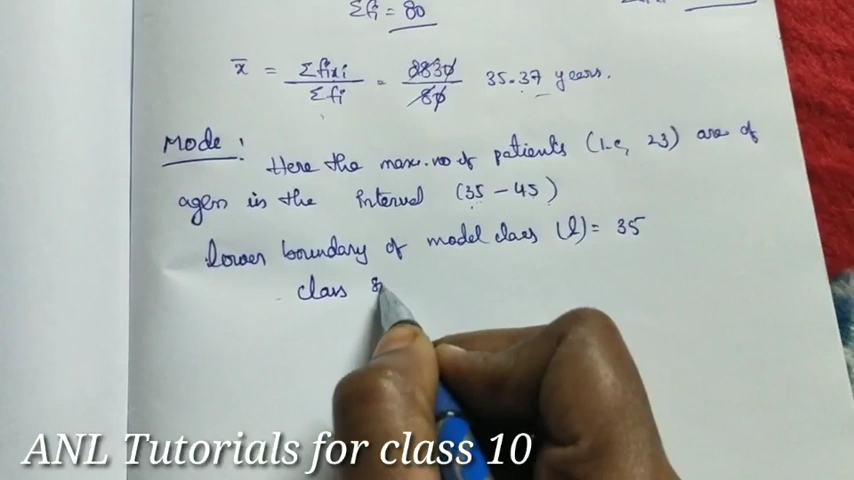 Σfi = 80
x̄ = Σfixi / Σfi = 2830 / 80 35.37 years.
Mode :
Here the max. no of patients (i.e, 23) are of
ages in the interval (35 - 45)
lower boundary of model class (l) = 35
class
ANL Tutorials for class 10